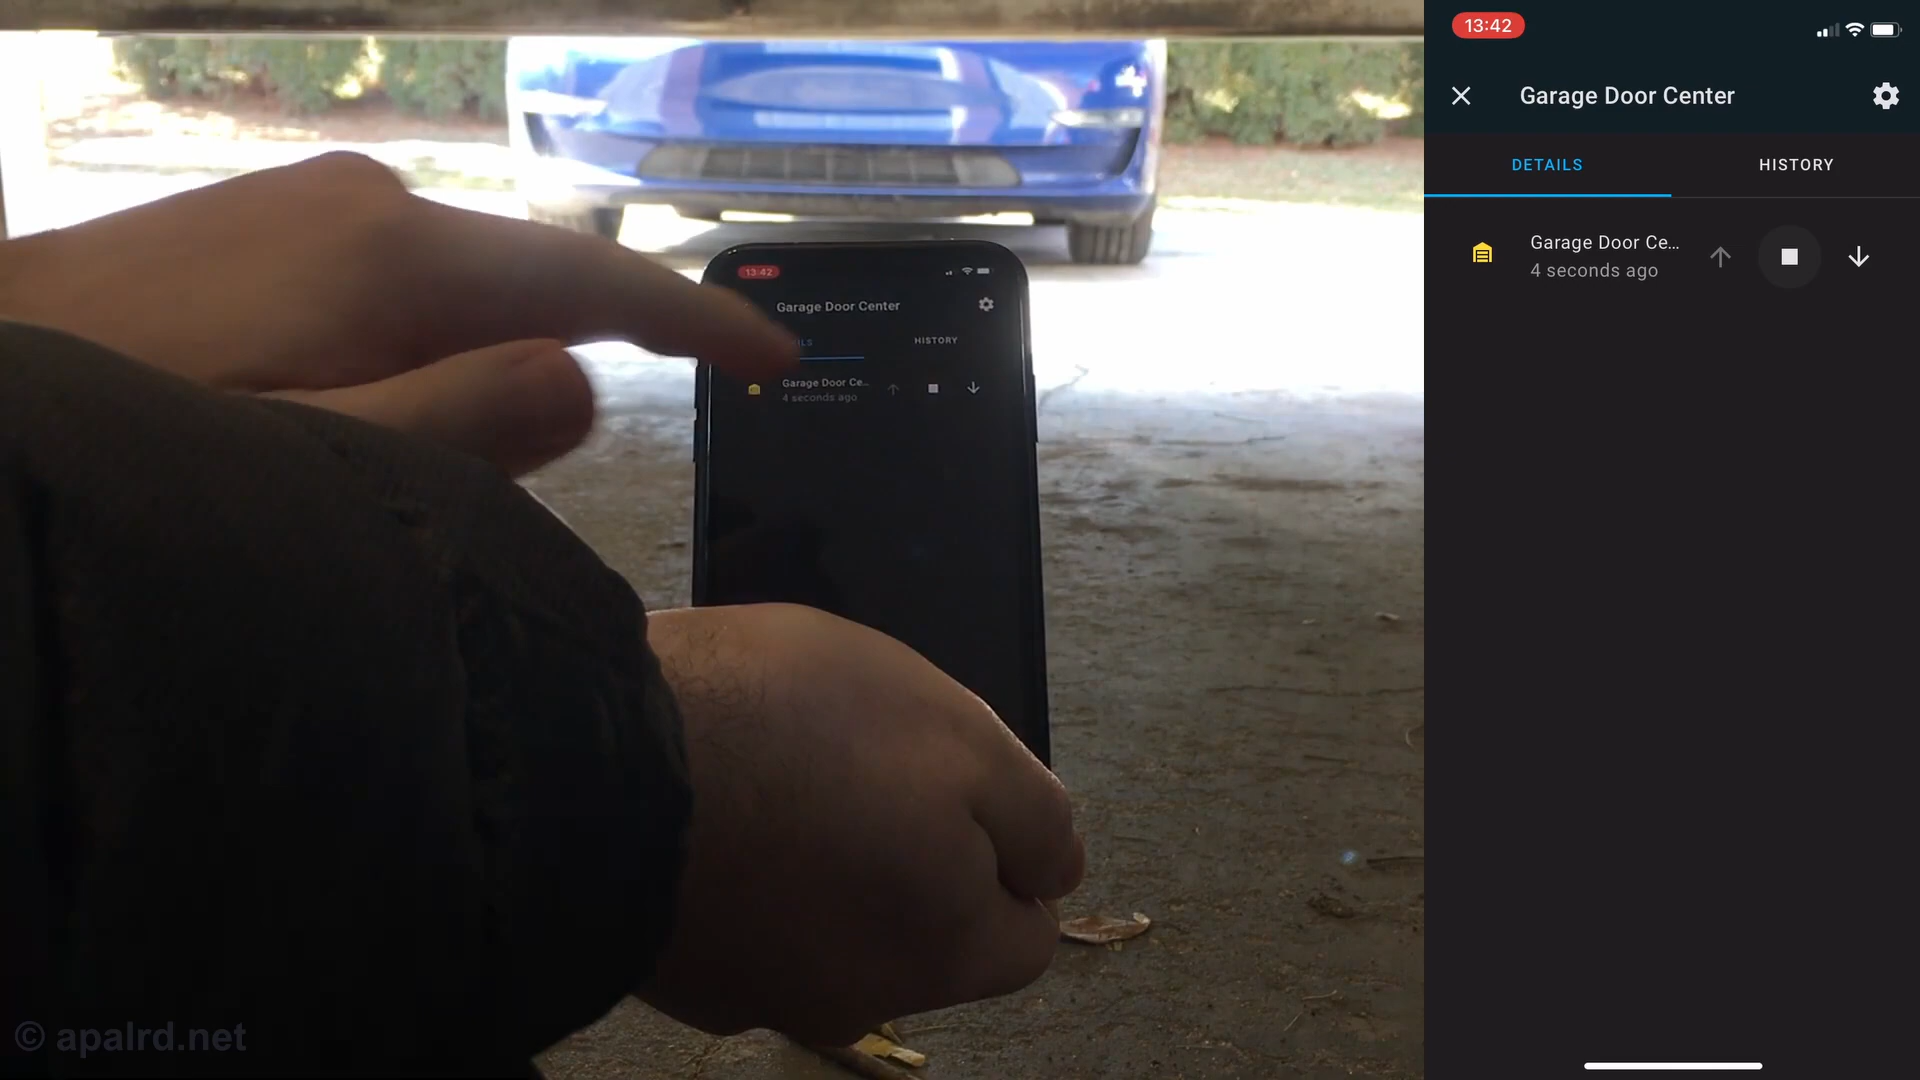 13:42
Garage Door Center
ILS
HISTORY
Garage Door Ce...
4 seconds ago
© apalrd.net
13:42
Garage Door Center
DETAILS
HISTORY
Garage Door Ce...
4 seconds ago